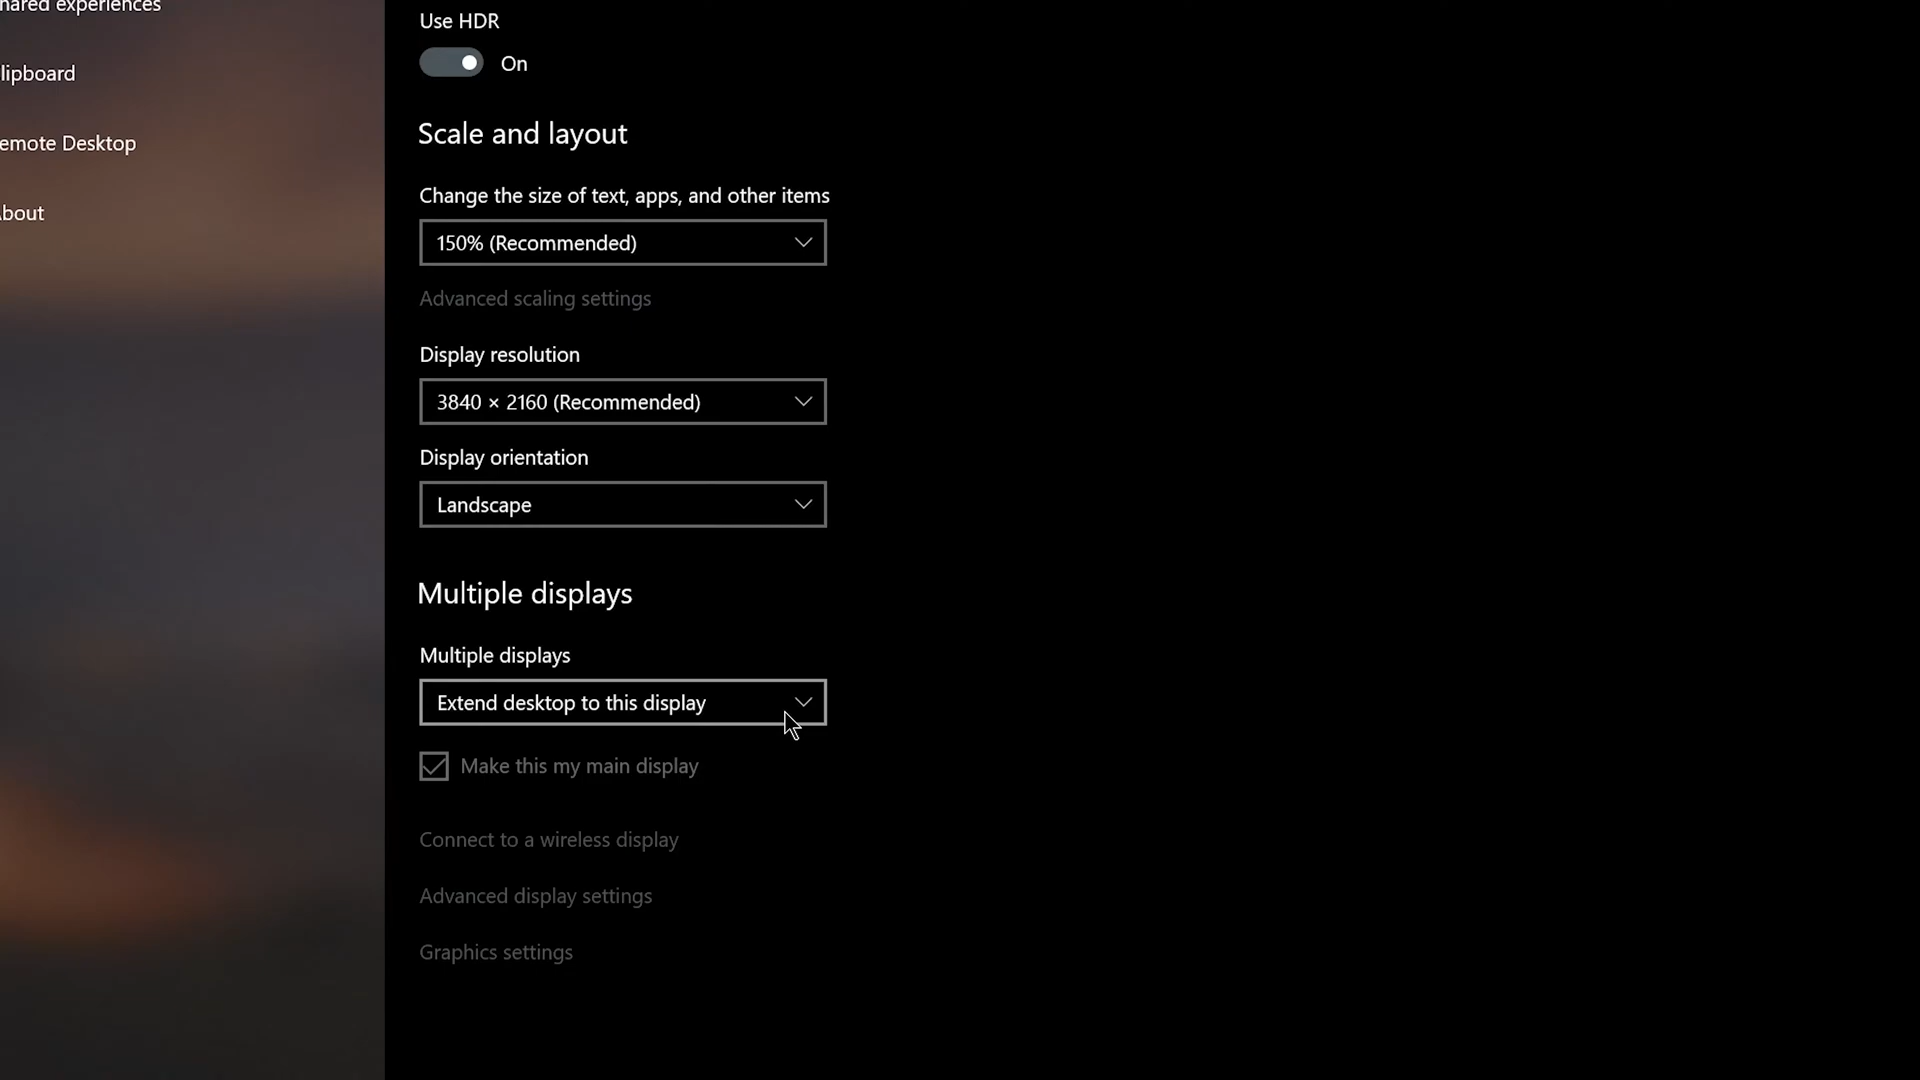 hared experiences
lipboard
emote Desktop
bout
Use HDR
On
Scale and layout
Change the size of text, apps, and other items
150% (Recommended)
Advanced scaling settings
Display resolution
3840 × 2160 (Recommended)
Display orientation
Landscape
Multiple displays
Multiple displays
Extend desktop to this display
Make this my main display
Connect to a wireless display
Advanced display settings
Graphics settings